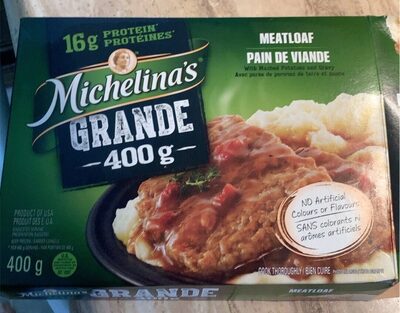 16g PROTEIN*
PROTÉINES*
Michelina's
GRANDE
400 g
MEATLOAF
PAIN DE VIANDE
With Mashed Potatoes and Gravy
Avec purée de pommes de terre et sauce
NO Artificial
Colours or Flavours
SANS colorants ni
arômes artificiels
PRODUCT OF USA
PRODUIT DES É.-U.
400 g
COOK THOROUGHLY / BIEN CUIRE
Michelina's GRANDE
MEATLOAF